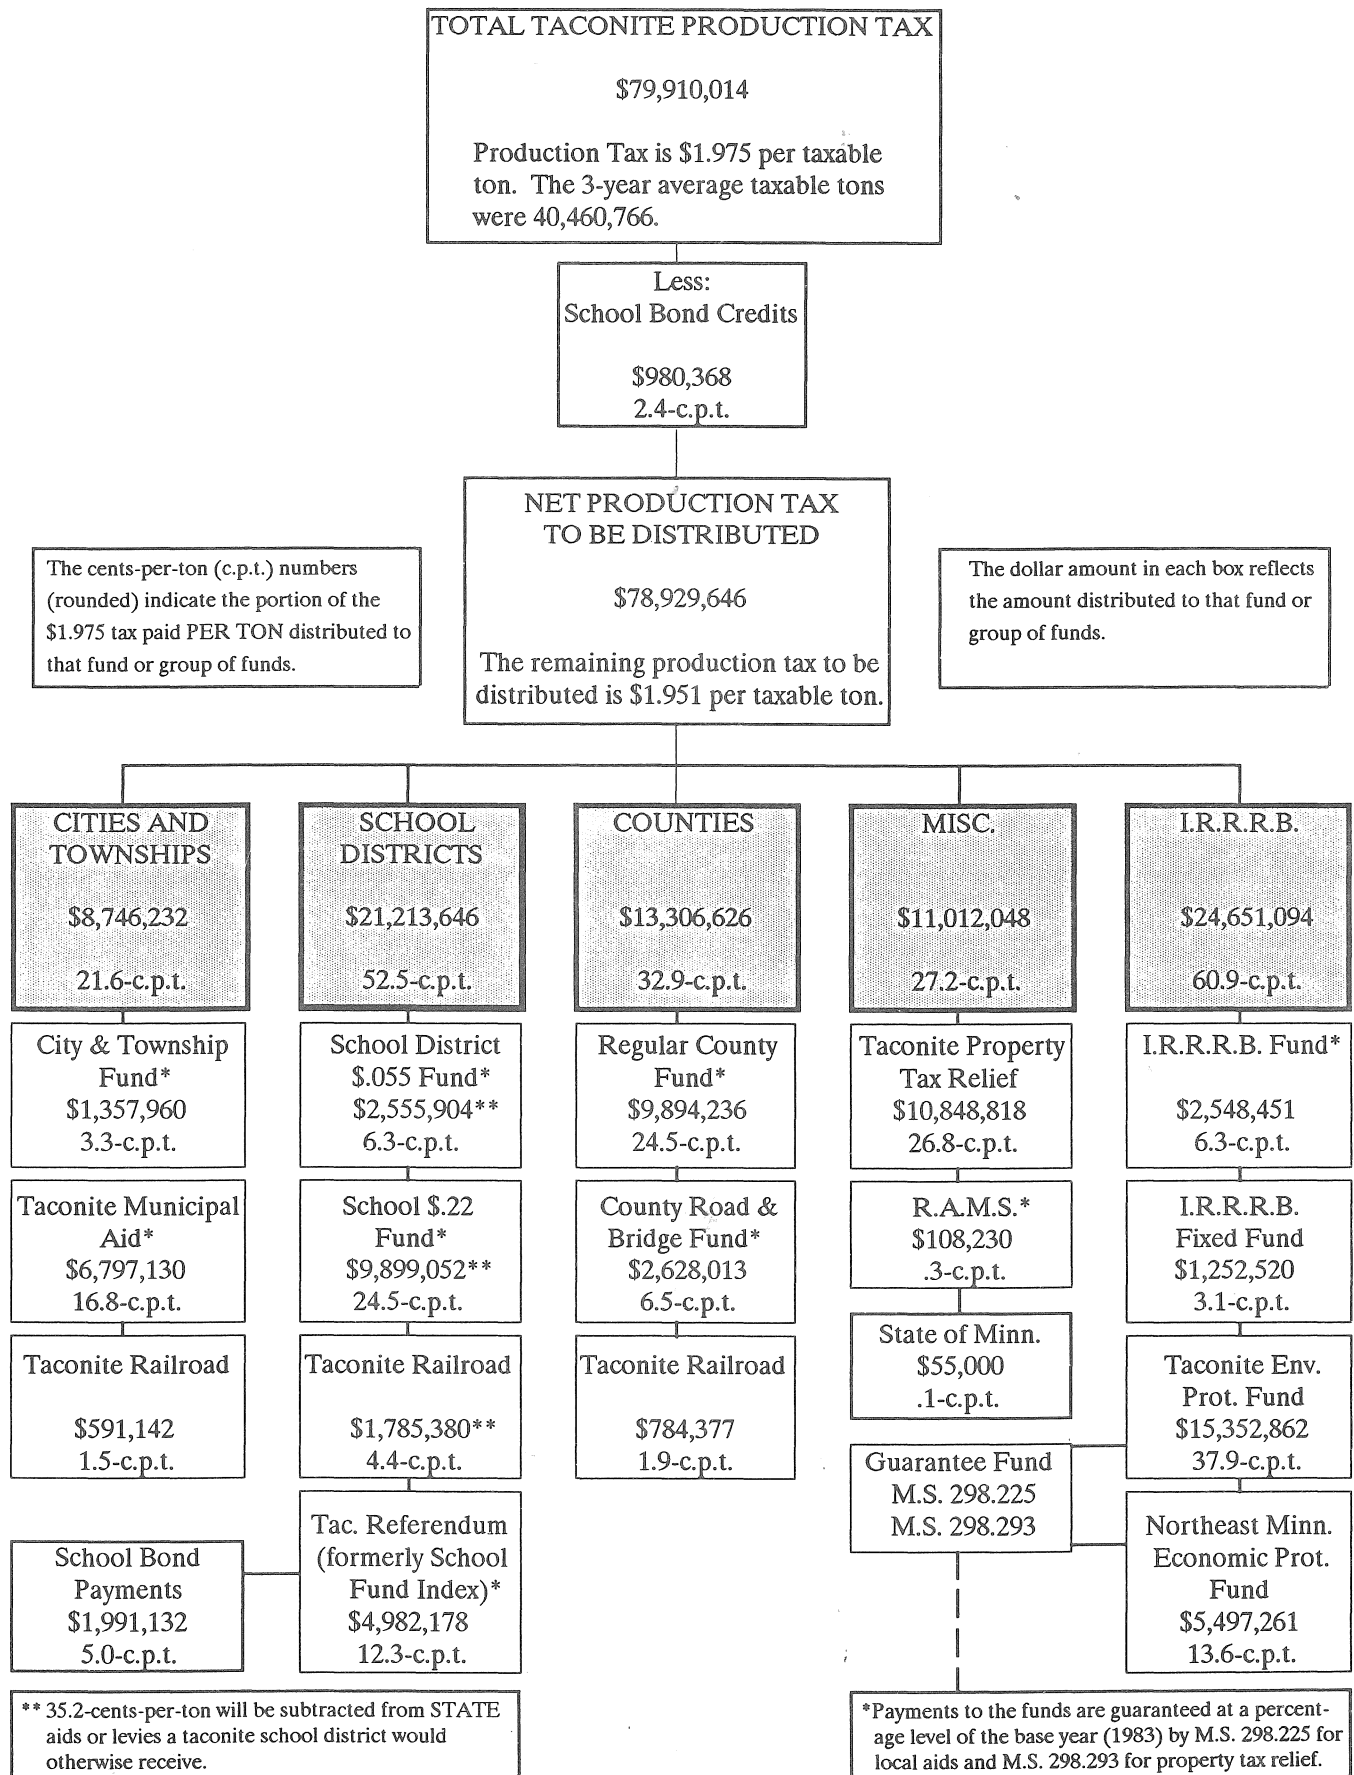 TOTAL TACONITE PRODUCTION TAX
$79,910,014
Production Tax is $1.975 per taxable
ton. The 3-year average taxable tons
were 40,460,766.
Less:
School Bond Credits
$980,368
2.4-c.p.t.
NET PRODUCTION TAX
TO BE DISTRIBUTED
$78,929,646
The remaining production tax to be
distributed is $1.951 per taxable ton.
The cents-per-ton (c.p.t.) numbers
(rounded) indicate the portion of the
$1.975 tax paid PER TON distributed to
that fund or group of funds.
The dollar amount in each box reflects
the amount distributed to that fund or
group of funds.
CITIES AND
TOWNSHIPS
$8,746,232
21.6-c.p.t.
City & Township
Fund*
$1,357,960
3.3-c.p.t.
Taconite Municipal
Aid*
$6,797,130
16.8-c.p.t.
Taconite Railroad
$591,142
1.5-c.p.t.
SCHOOL
DISTRICTS
$21,213,646
52.5-c.p.t.
School District
$.055 Fund*
$2,555,904**
6.3-c.p.t.
School $.22
Fund*
$9,899,052**
24.5-c.p.t.
Taconite Railroad
$1,785,380**
4.4-c.p.t.
Tac. Referendum
(formerly School
Fund Index)*
$4,982,178
12.3-c.p.t.
School Bond
Payments
$1,991,132
5.0-c.p.t.
COUNTIES
$13,306,626
32.9-c.p.t.
Regular County
Fund*
$9,894,236
24.5-c.p.t.
County Road &
Bridge Fund*
$2,628,013
6.5-c.p.t.
Taconite Railroad
$784,377
1.9-c.p.t.
MISC.
$11,012,048
27.2-c.p.t.
Taconite Property
Tax Relief
$10,848,818
26.8-c.p.t.
R.A.M.S.*
$108,230
.3-c.p.t.
State of Minn.
$55,000
.1-c.p.t.
Guarantee Fund
M.S. 298.225
M.S. 298.293
I.R.R.R.B.
$24,651,094
60.9-c.p.t.
I.R.R.R.B. Fund*
$2,548,451
6.3-c.p.t.
I.R.R.R.B.
Fixed Fund
$1,252,520
3.1-c.p.t.
Taconite Env.
Prot. Fund
$15,352,862
37.9-c.p.t.
Northeast Minn.
Economic Prot.
Fund
$5,497,261
13.6-c.p.t.
** 35.2-cents-per-ton will be subtracted from STATE
aids or levies a taconite school district would
otherwise receive.
*Payments to the funds are guaranteed at a percent-
age level of the base year (1983) by M.S. 298.225 for
local aids and M.S. 298.293 for property tax relief.